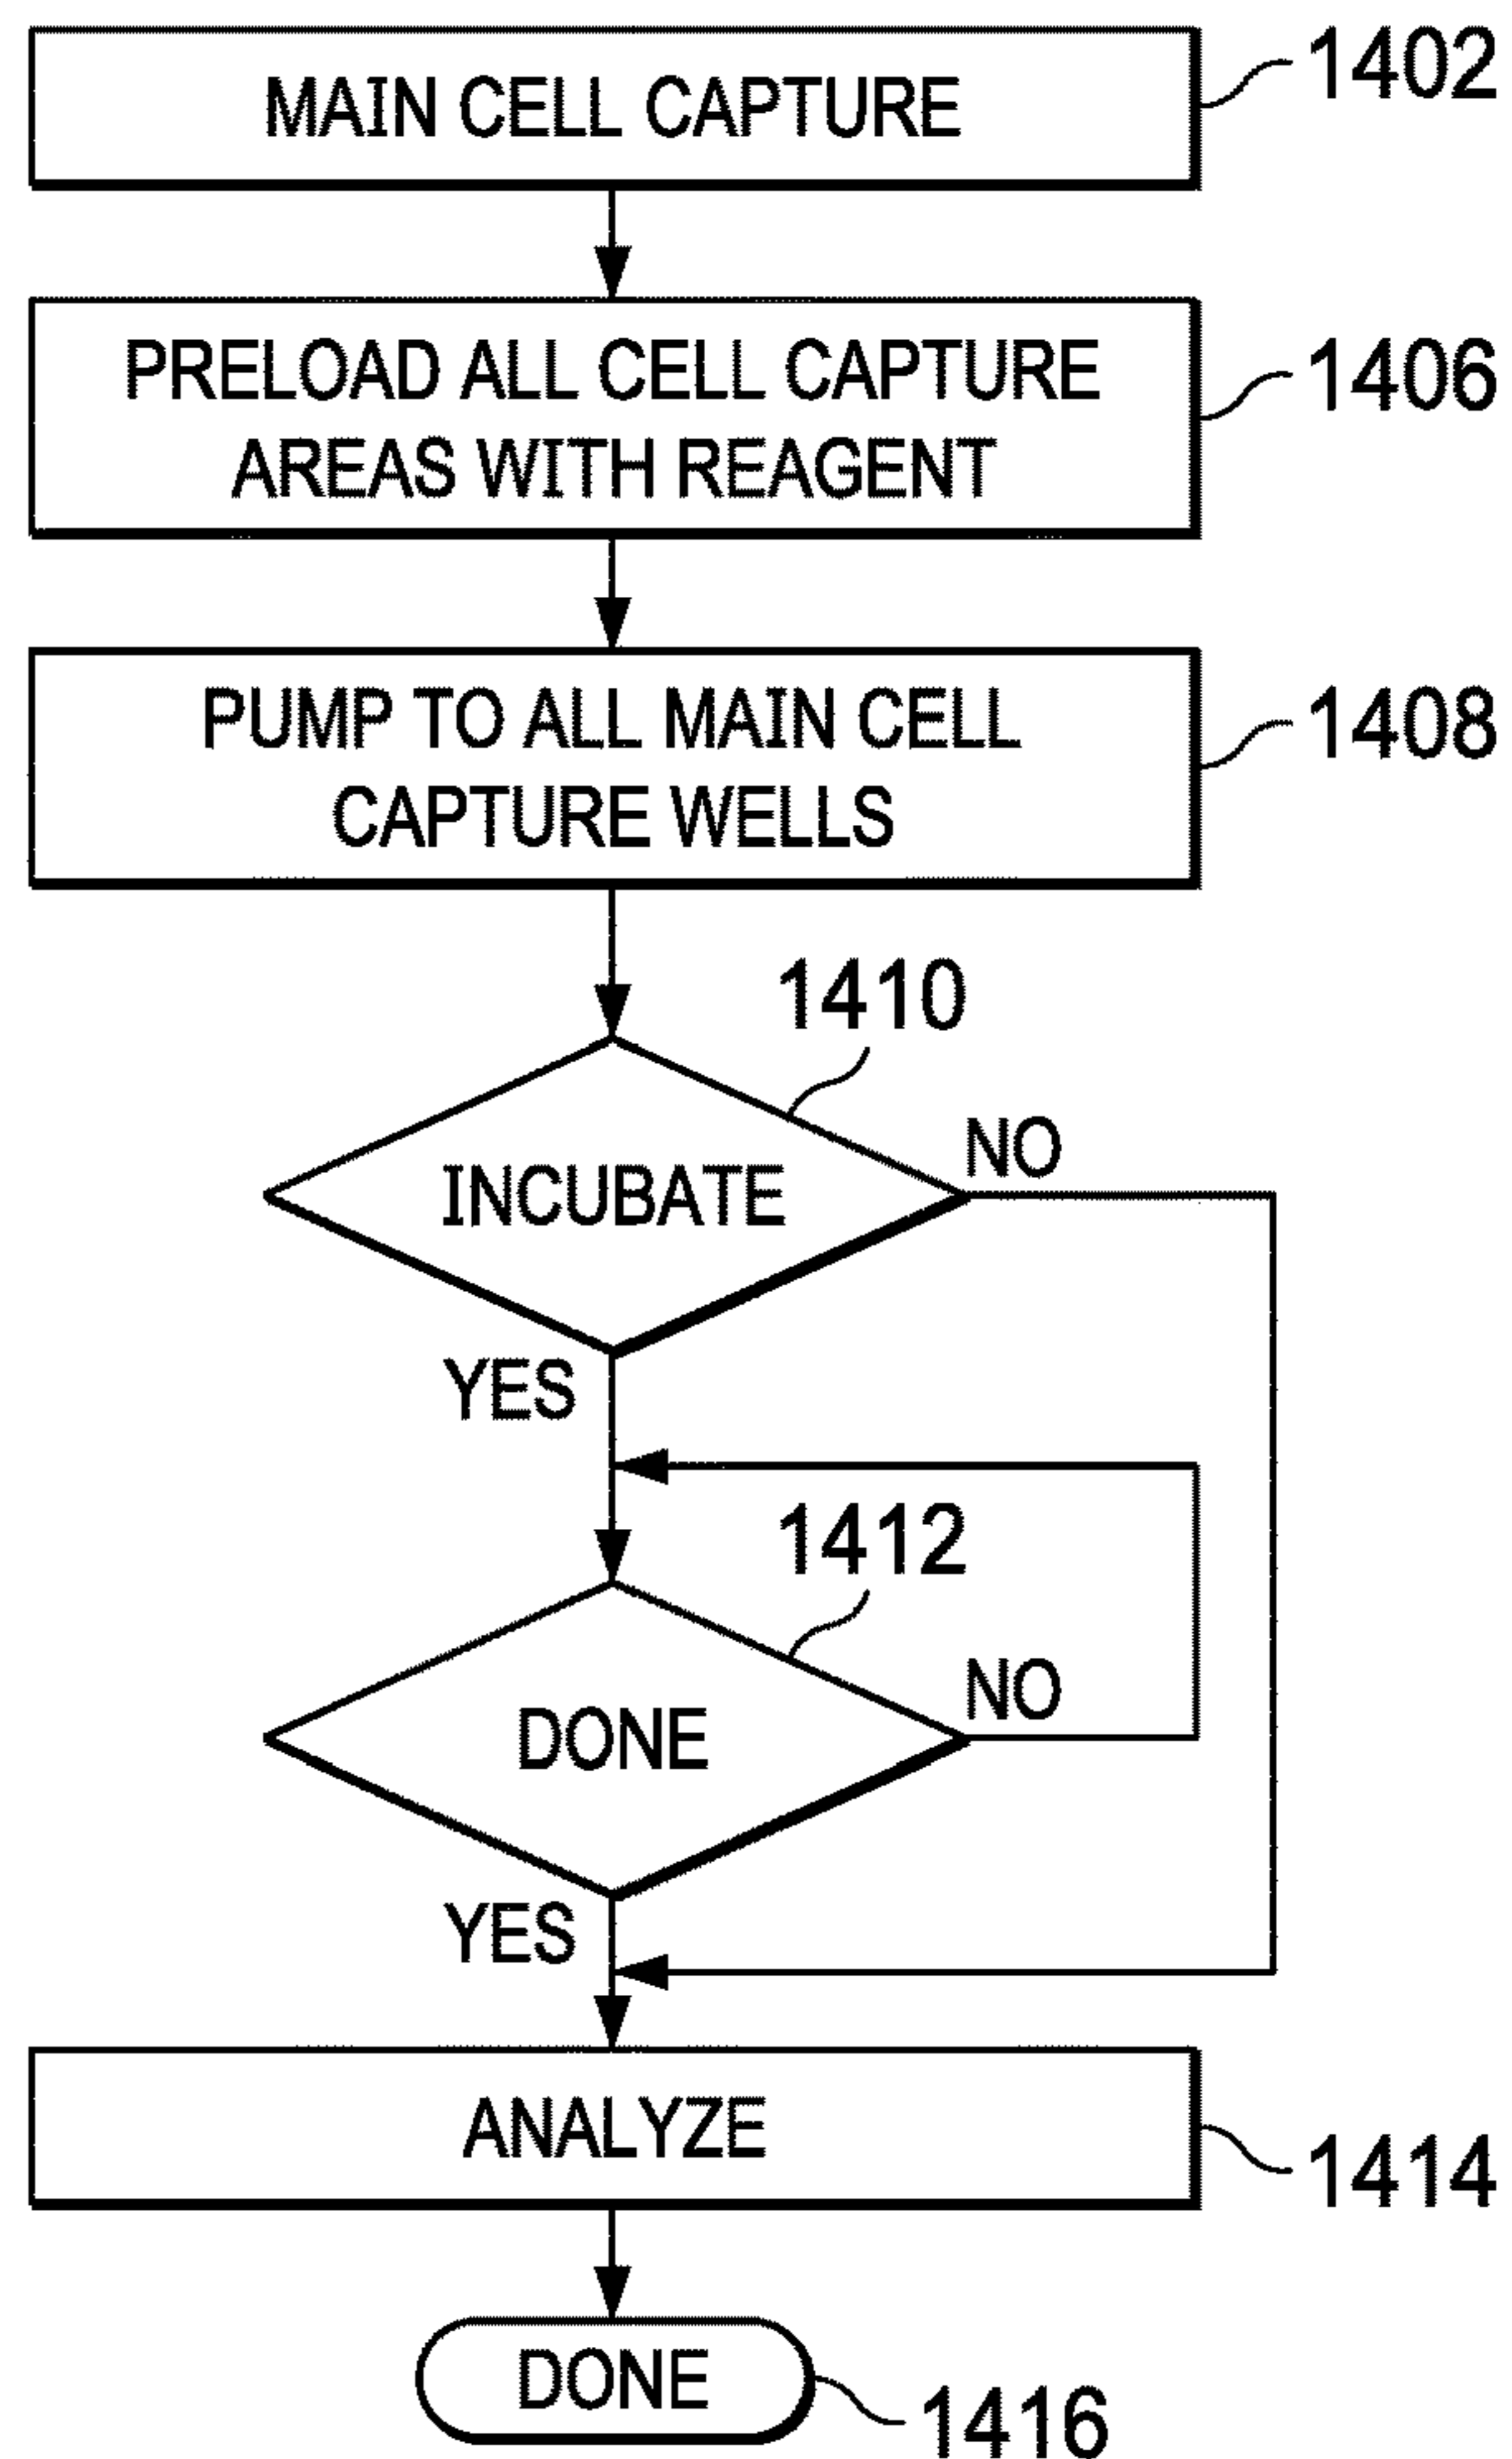 MAIN CELL CAPTURE
1402
PRELOAD ALL CELL CAPTURE
AREAS WITH REAGENT
1406
PUMP TO ALL MAIN CELL
CAPTURE WELLS
1408
1410
INCUBATE
NO
YES
1412
DONE
NO
YES
ANALYZE
1414
DONE
1416